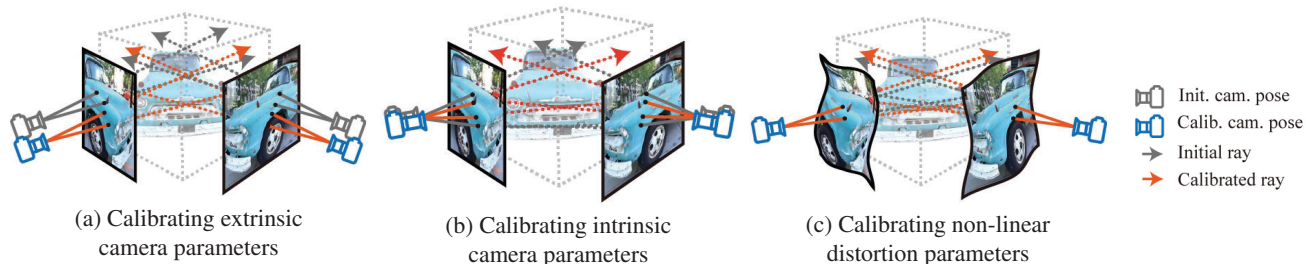 Init. cam. pose
Calib. cam. pose
Initial ray
Calibrated ray
(a) Calibrating extrinsic
camera parameters
(b) Calibrating intrinsic
camera parameters
(c) Calibrating non-linear
distortion parameters